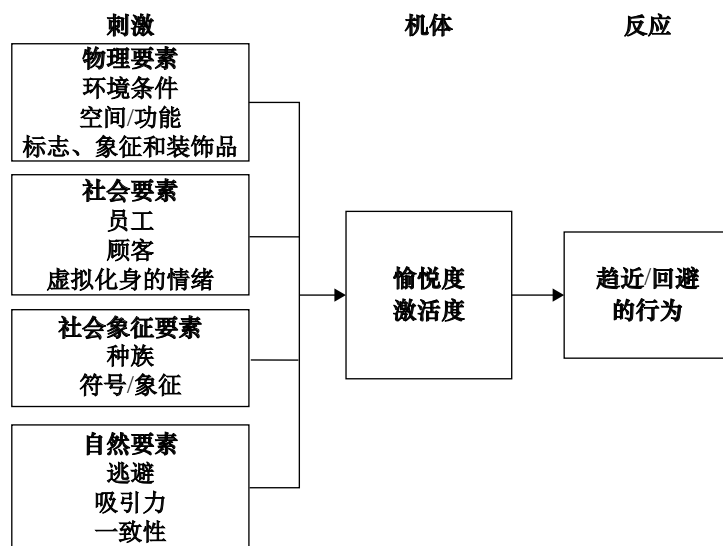 刺激
机体
反应
物理要素
环境条件
空间/功能
标志、象征和装饰品
社会要素
员工
顾客
虚拟化身的情绪
社会象征要素
种族
符号/象征
自然要素
逃避
吸引力
一致性
愉悦度
激活度
趋近/回避
的行为